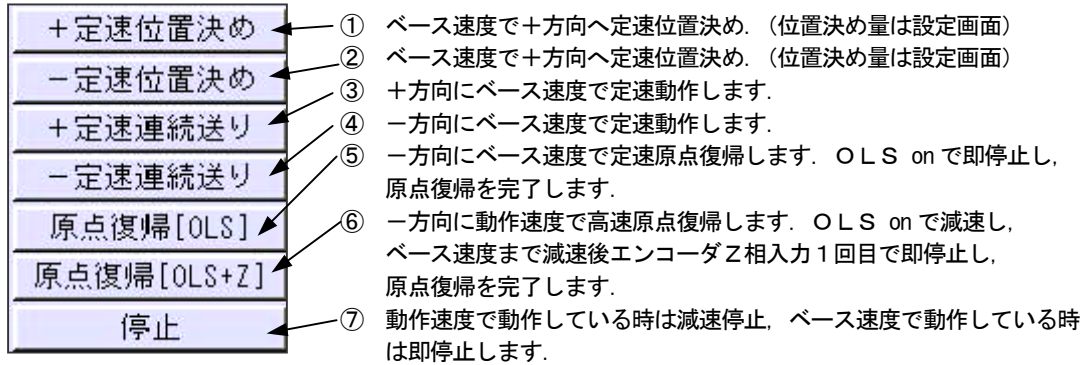 ＋定速位置決め
① ベース速度で＋方向へ定速位置決め．（位置決め量は設定画面）
－定速位置決め
② ベース速度で＋方向へ定速位置決め．（位置決め量は設定画面）
＋定速連続送り
③ ＋方向にベース速度で定速動作します．
－定速連続送り
④ －方向にベース速度で定速動作します．
原点復帰[OLS]
⑤ －方向にベース速度で定速原点復帰します．ＯＬＳ on で即停止し，
原点復帰を完了します．
原点復帰[OLS+Z]
⑥ －方向に動作速度で高速原点復帰します．ＯＬＳ on で減速し，
ベース速度まで減速後エンコーダＺ相入力１回目で即停止し，
原点復帰を完了します．
停止
⑦ 動作速度で動作している時は減速停止，ベース速度で動作している時
は即停止します．